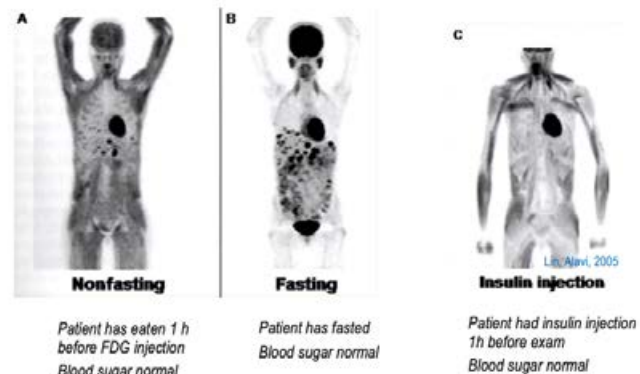 A
B
C
Lin, Alavi, 2005
Nonfasting
Fasting
Insulin injection
Patient has eaten 1 h
before FDG injection
Blood sugar normal
Patient has fasted
Blood sugar normal
Patient had insulin injection
1h before exam
Blood sugar normal